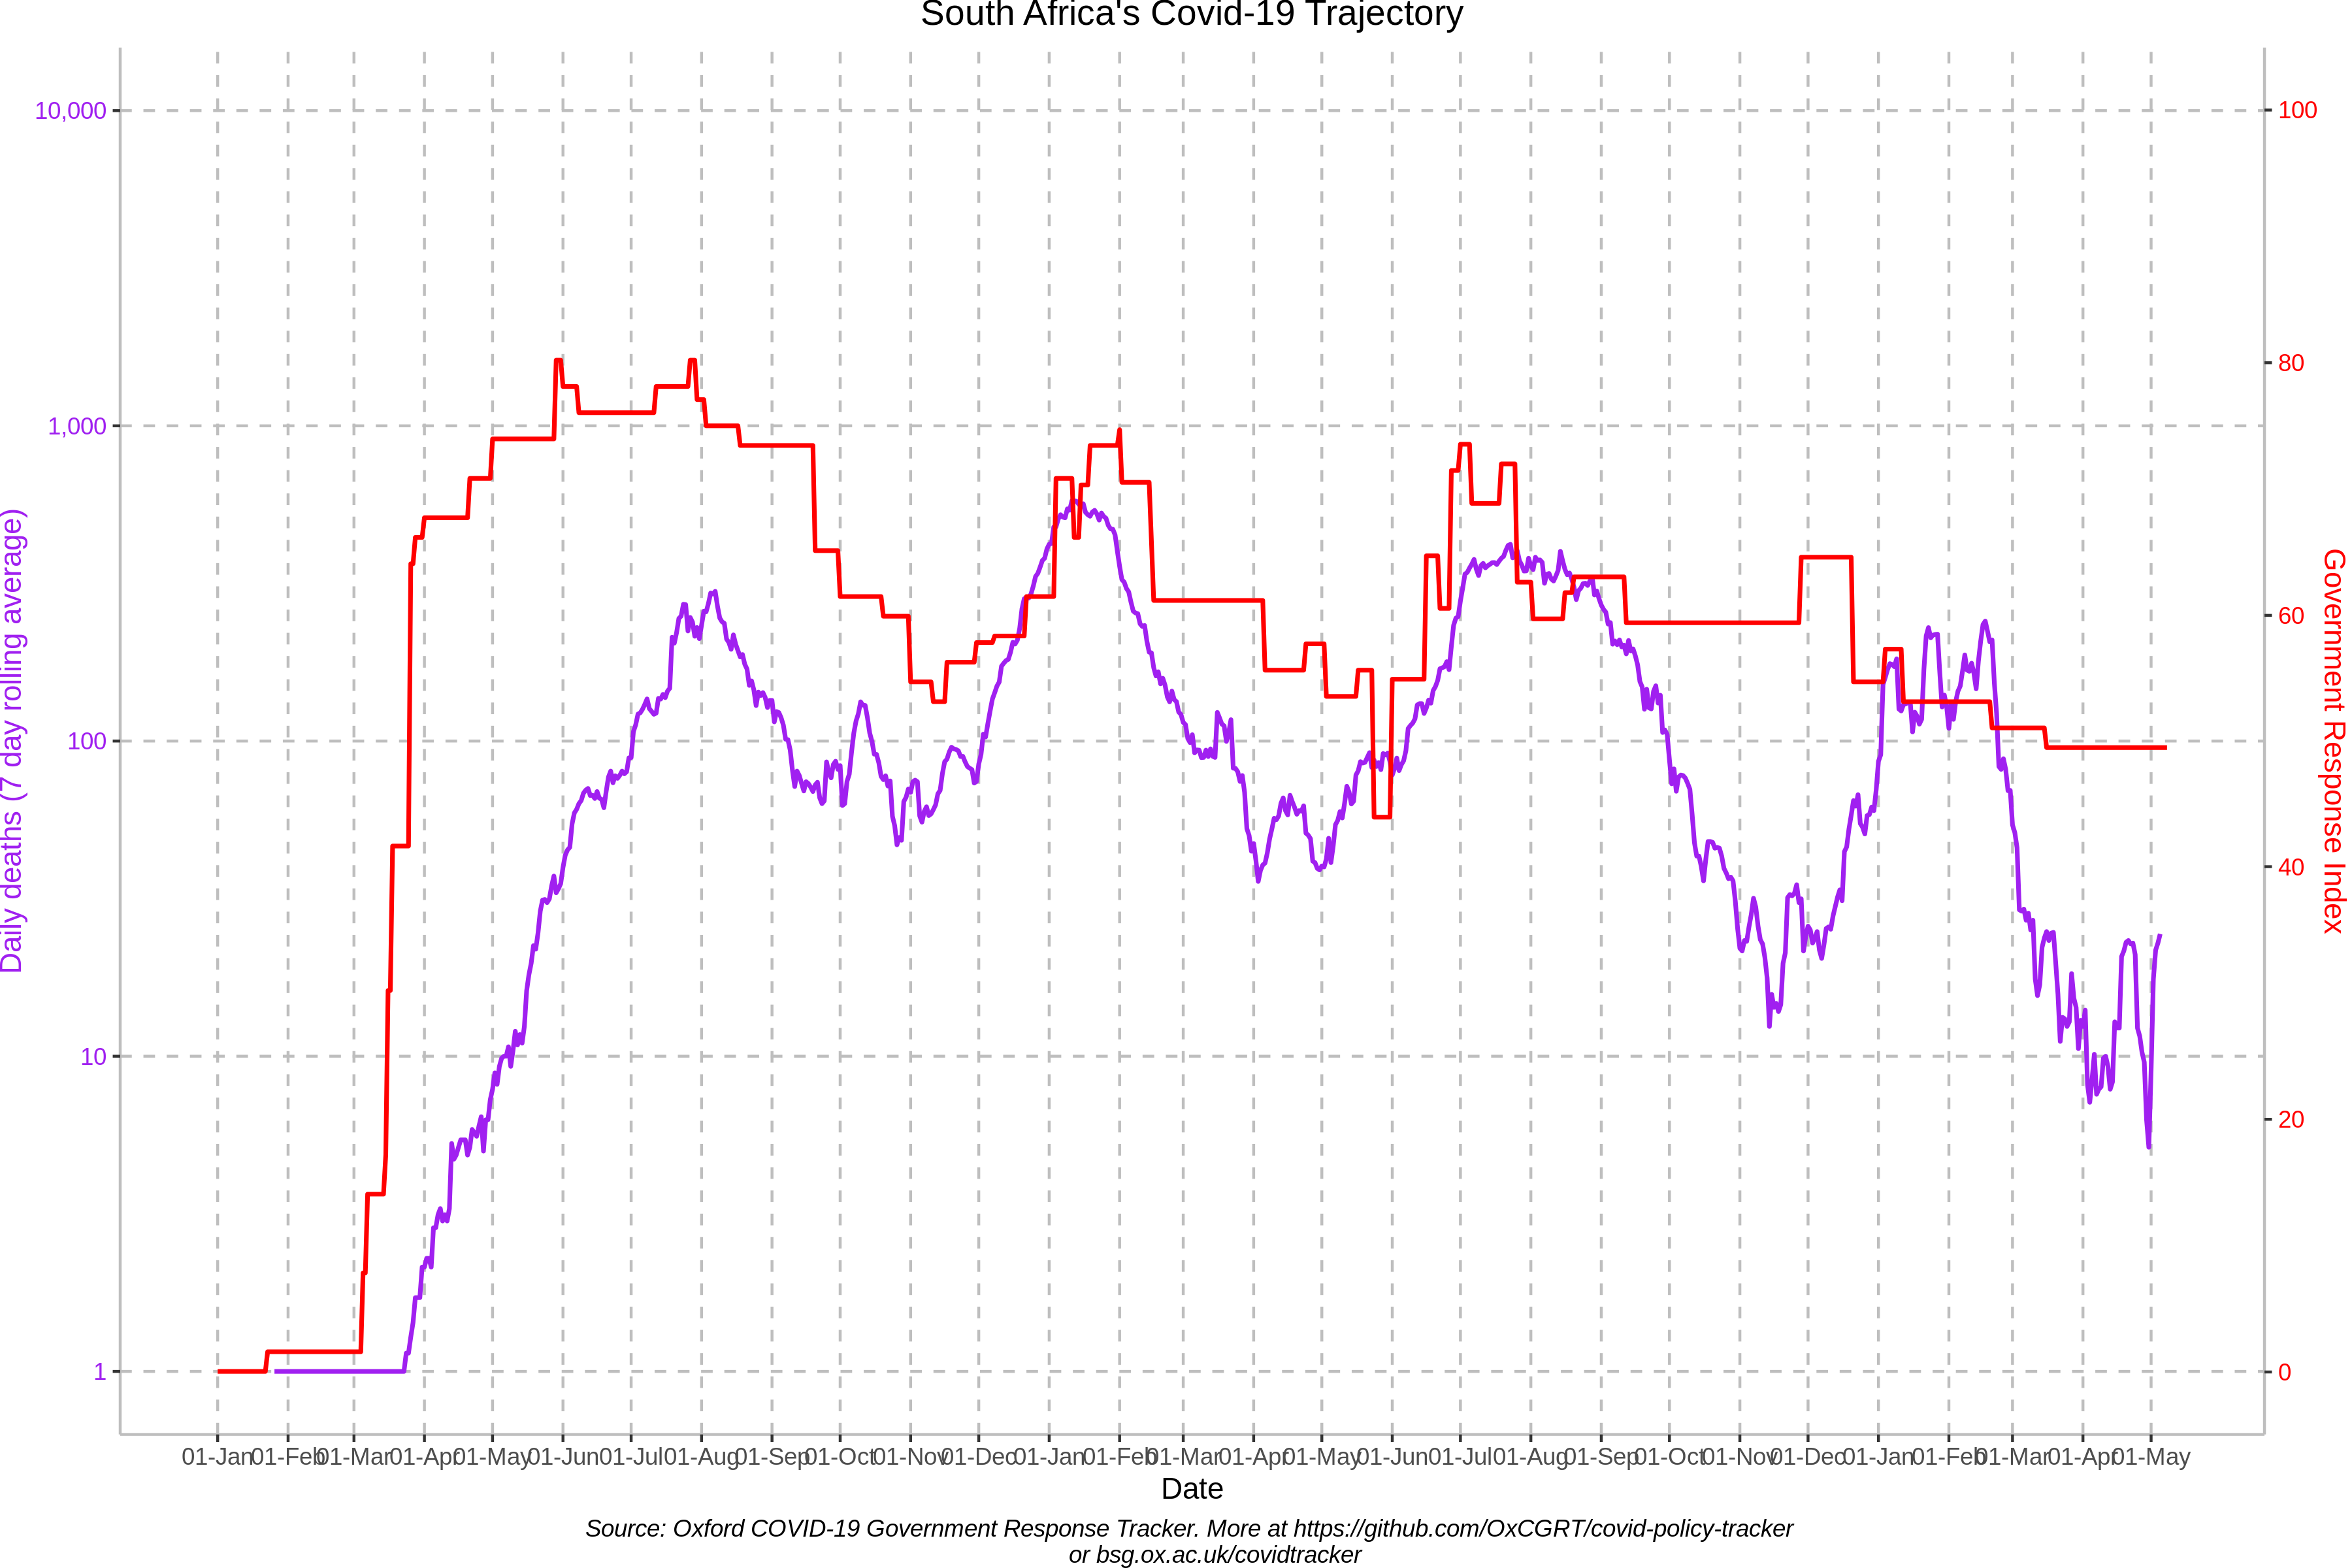 South Africa's Covid-19 Trajectory
10,000
1,000
100
10
1
Daily deaths (7 day rolling average)
100
80
60
40
20
0
Government Response Index
01-Jan 01-Feb 01-Mar 01-Apr 01-May 01-Jun 01-Jul 01-Aug 01-Sep 01-Oct 01-Nov 01-Dec 01-Jan 01-Feb 01-Mar 01-Apr 01-May 01-Jun 01-Jul 01-Aug 01-Sep 01-Oct 01-Nov 01-Dec 01-Jan 01-Feb 01-Mar 01-Apr 01-May
Date
Source: Oxford COVID-19 Government Response Tracker. More at https://github.com/OxCGRT/covid-policy-tracker
or bsg.ox.ac.uk/covidtracker